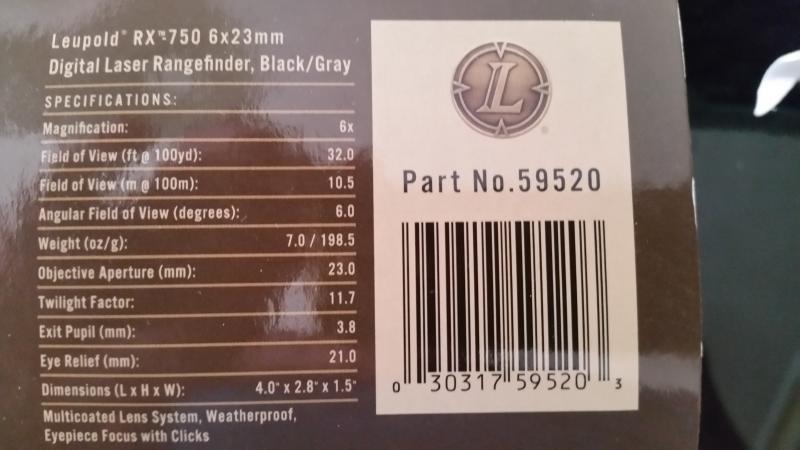 Leupold® RX™-750 6x23mm
Digital Laser Rangefinder, Black/Gray
SPECIFICATIONS:
Magnification: 6x
Field of View (ft @ 100yd): 32.0
Field of View (m @ 100m): 10.5
Angular Field of View (degrees): 6.0
Weight (oz/g): 7.0 / 198.5
Objective Aperture (mm): 23.0
Twilight Factor: 11.7
Exit Pupil (mm): 3.8
Eye Relief (mm): 21.0
Dimensions (L x H x W): 4.0" x 2.8" x 1.5"
Multicoated Lens System, Weatherproof,
Eyepiece Focus with Clicks
L ®
Part No.59520
0 30317 59520 3